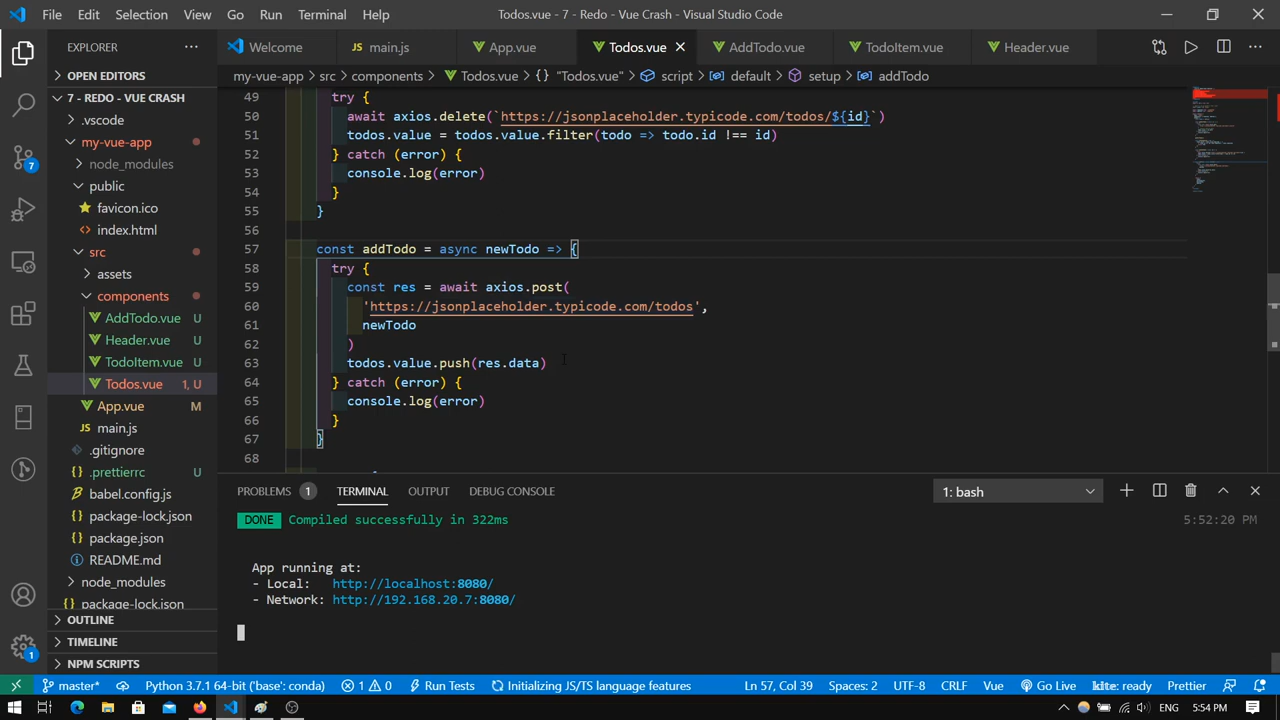 File Edit Selection View Go Run Terminal Help
Todos.vue - 7 - Redo - Vue Crash - Visual Studio Code
EXPLORER
Welcome main.js App.vue Todos.vue AddTodo.vue TodoItem.vue Header.vue
OPEN EDITORS
my-vue-app > src > components > Todos.vue > {} "Todos.vue" > script > default > setup > addTodo
7 - REDO - VUE CRASH
.vscode
my-vue-app
node_modules
public
favicon.ico
index.html
src
assets
components
AddTodo.vue U
Header.vue U
TodoItem.vue U
Todos.vue 1, U
App.vue M
main.js
.gitignore
.prettierrc U
babel.config.js
package-lock.json
package.json
README.md
node_modules
package-lock.json
OUTLINE
TIMELINE
NPM SCRIPTS
49 try {
50 await axios.delete(`https://jsonplaceholder.typicode.com/todos/${id}`)
51 todos.value = todos.value.filter(todo => todo.id !== id)
52 } catch (error) {
53 console.log(error)
54 }
55 }
56
57 const addTodo = async newTodo => {
58 try {
59 const res = await axios.post(
60 'https://jsonplaceholder.typicode.com/todos',
61 newTodo
62 )
63 todos.value.push(res.data)
64 } catch (error) {
65 console.log(error)
66 }
67 }
68
PROBLEMS 1 TERMINAL OUTPUT DEBUG CONSOLE
1: bash
DONE Compiled successfully in 322ms 5:52:20 PM
App running at:
- Local: http://localhost:8080/
- Network: http://192.168.20.7:8080/
7
1
master* Python 3.7.1 64-bit ('base': conda) 1 0 Run Tests Initializing JS/TS language features Ln 57, Col 39 Spaces: 2 UTF-8 CRLF Vue Go Live kite: ready Prettier
ENG 5:54 PM